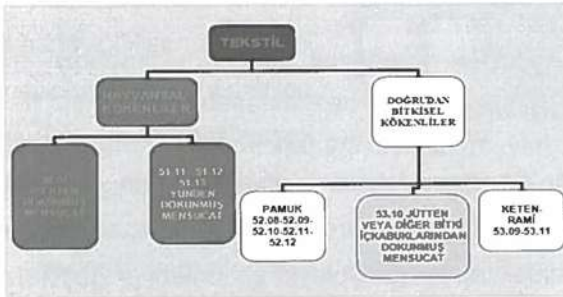 TEKSTİL
HAYVANSAL
KÖKENLİLER
DOĞRUDAN
BİTKİSEL
KÖKENLİLER
MENSUCAT
51.11 - 51.12
51.13
YÜNDEN
DOKUNMUŞ
MENSUCAT
PAMUK
52.08-52.09-
52.10-52.11-
52.12
53.10 JÜTTEN
VEYA DİĞER BİTKİ
İÇKABUKLARINDAN
DOKUNMUŞ
MENSUCAT
KETEN-
RAMİ
53.09-53.11